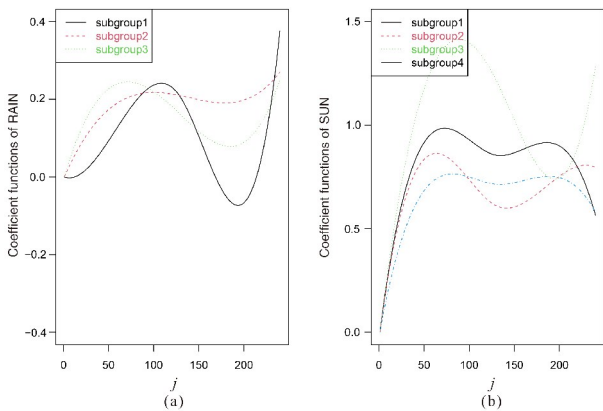 Coefficient functions of RAIN
0.4
0.2
0.0
−0.2
−0.4
subgroup1
subgroup2
subgroup3
0 50 100 150 200
j
(a)
Coefficient functions of SUN
1.5
1.0
0.5
0.0
subgroup1
subgroup2
subgroup3
subgroup4
0 50 100 150 200
j
(b)